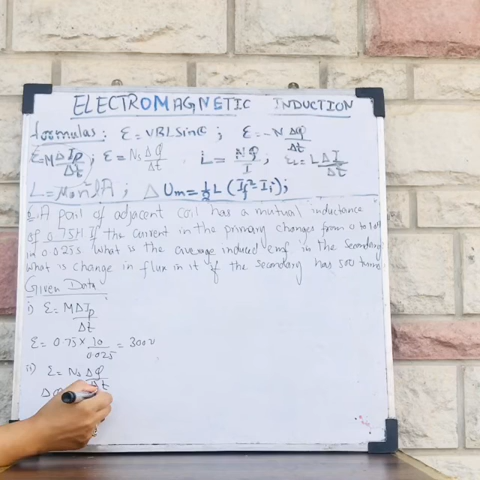 ELECTROMAGNETIC INDUCTION
formulas: ε = VBLSinθ ; ε = -N Δφ/Δt
ε = M ΔIp/Δt ; ε = Ns Δφ/Δt ; L = Nφ/I ; εL = L ΔI/Δt
L = μ₀n²lA ; ΔUm = ½ L (If² - Ii²) ;
A pair of adjacent coil has a mutual inductance
of 0.75H If the current in the primary changes from 0 to 10A
in 0.025s What is the average induced emf in the Secondary
What is change in flux in it if the secondary has 500 turns
Given Data
i) ε = MΔIp/Δt
ε = 0.75 × 10/0.025 = 300V
ii) ε = Ns Δφ/Δt
Δφ